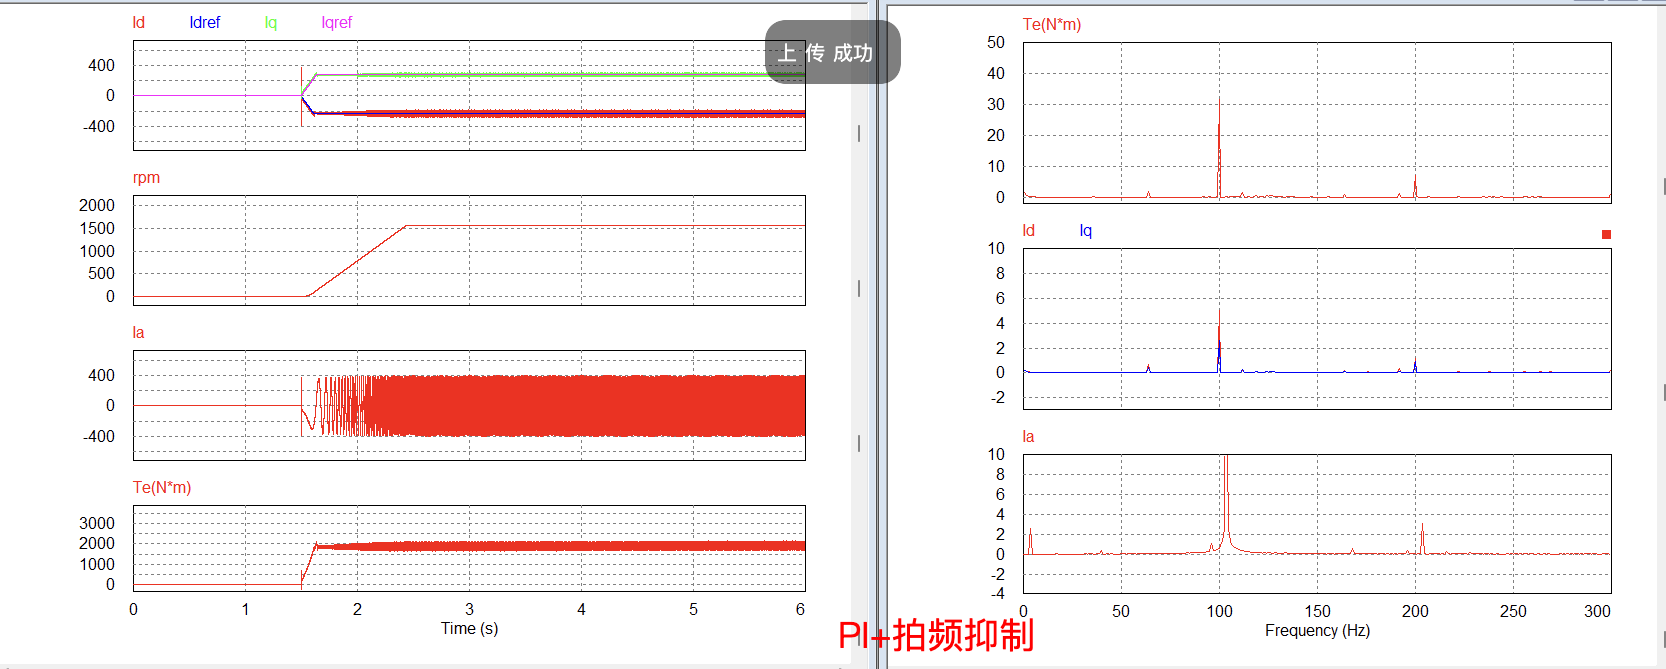 Id Idref Iq Iqref
400
0
-400
rpm
2000
1500
1000
500
0
Ia
400
0
-400
Te(N*m)
3000
2000
1000
0
0 1 2 3 4 5 6
Time (s)
上 传 成功
Te(N*m)
50
40
30
20
10
0
Id Iq
10
8
6
4
2
0
-2
Ia
10
8
6
4
2
0
-2
-4
0 50 100 150 200 250 300
Frequency (Hz)
PI+拍频抑制